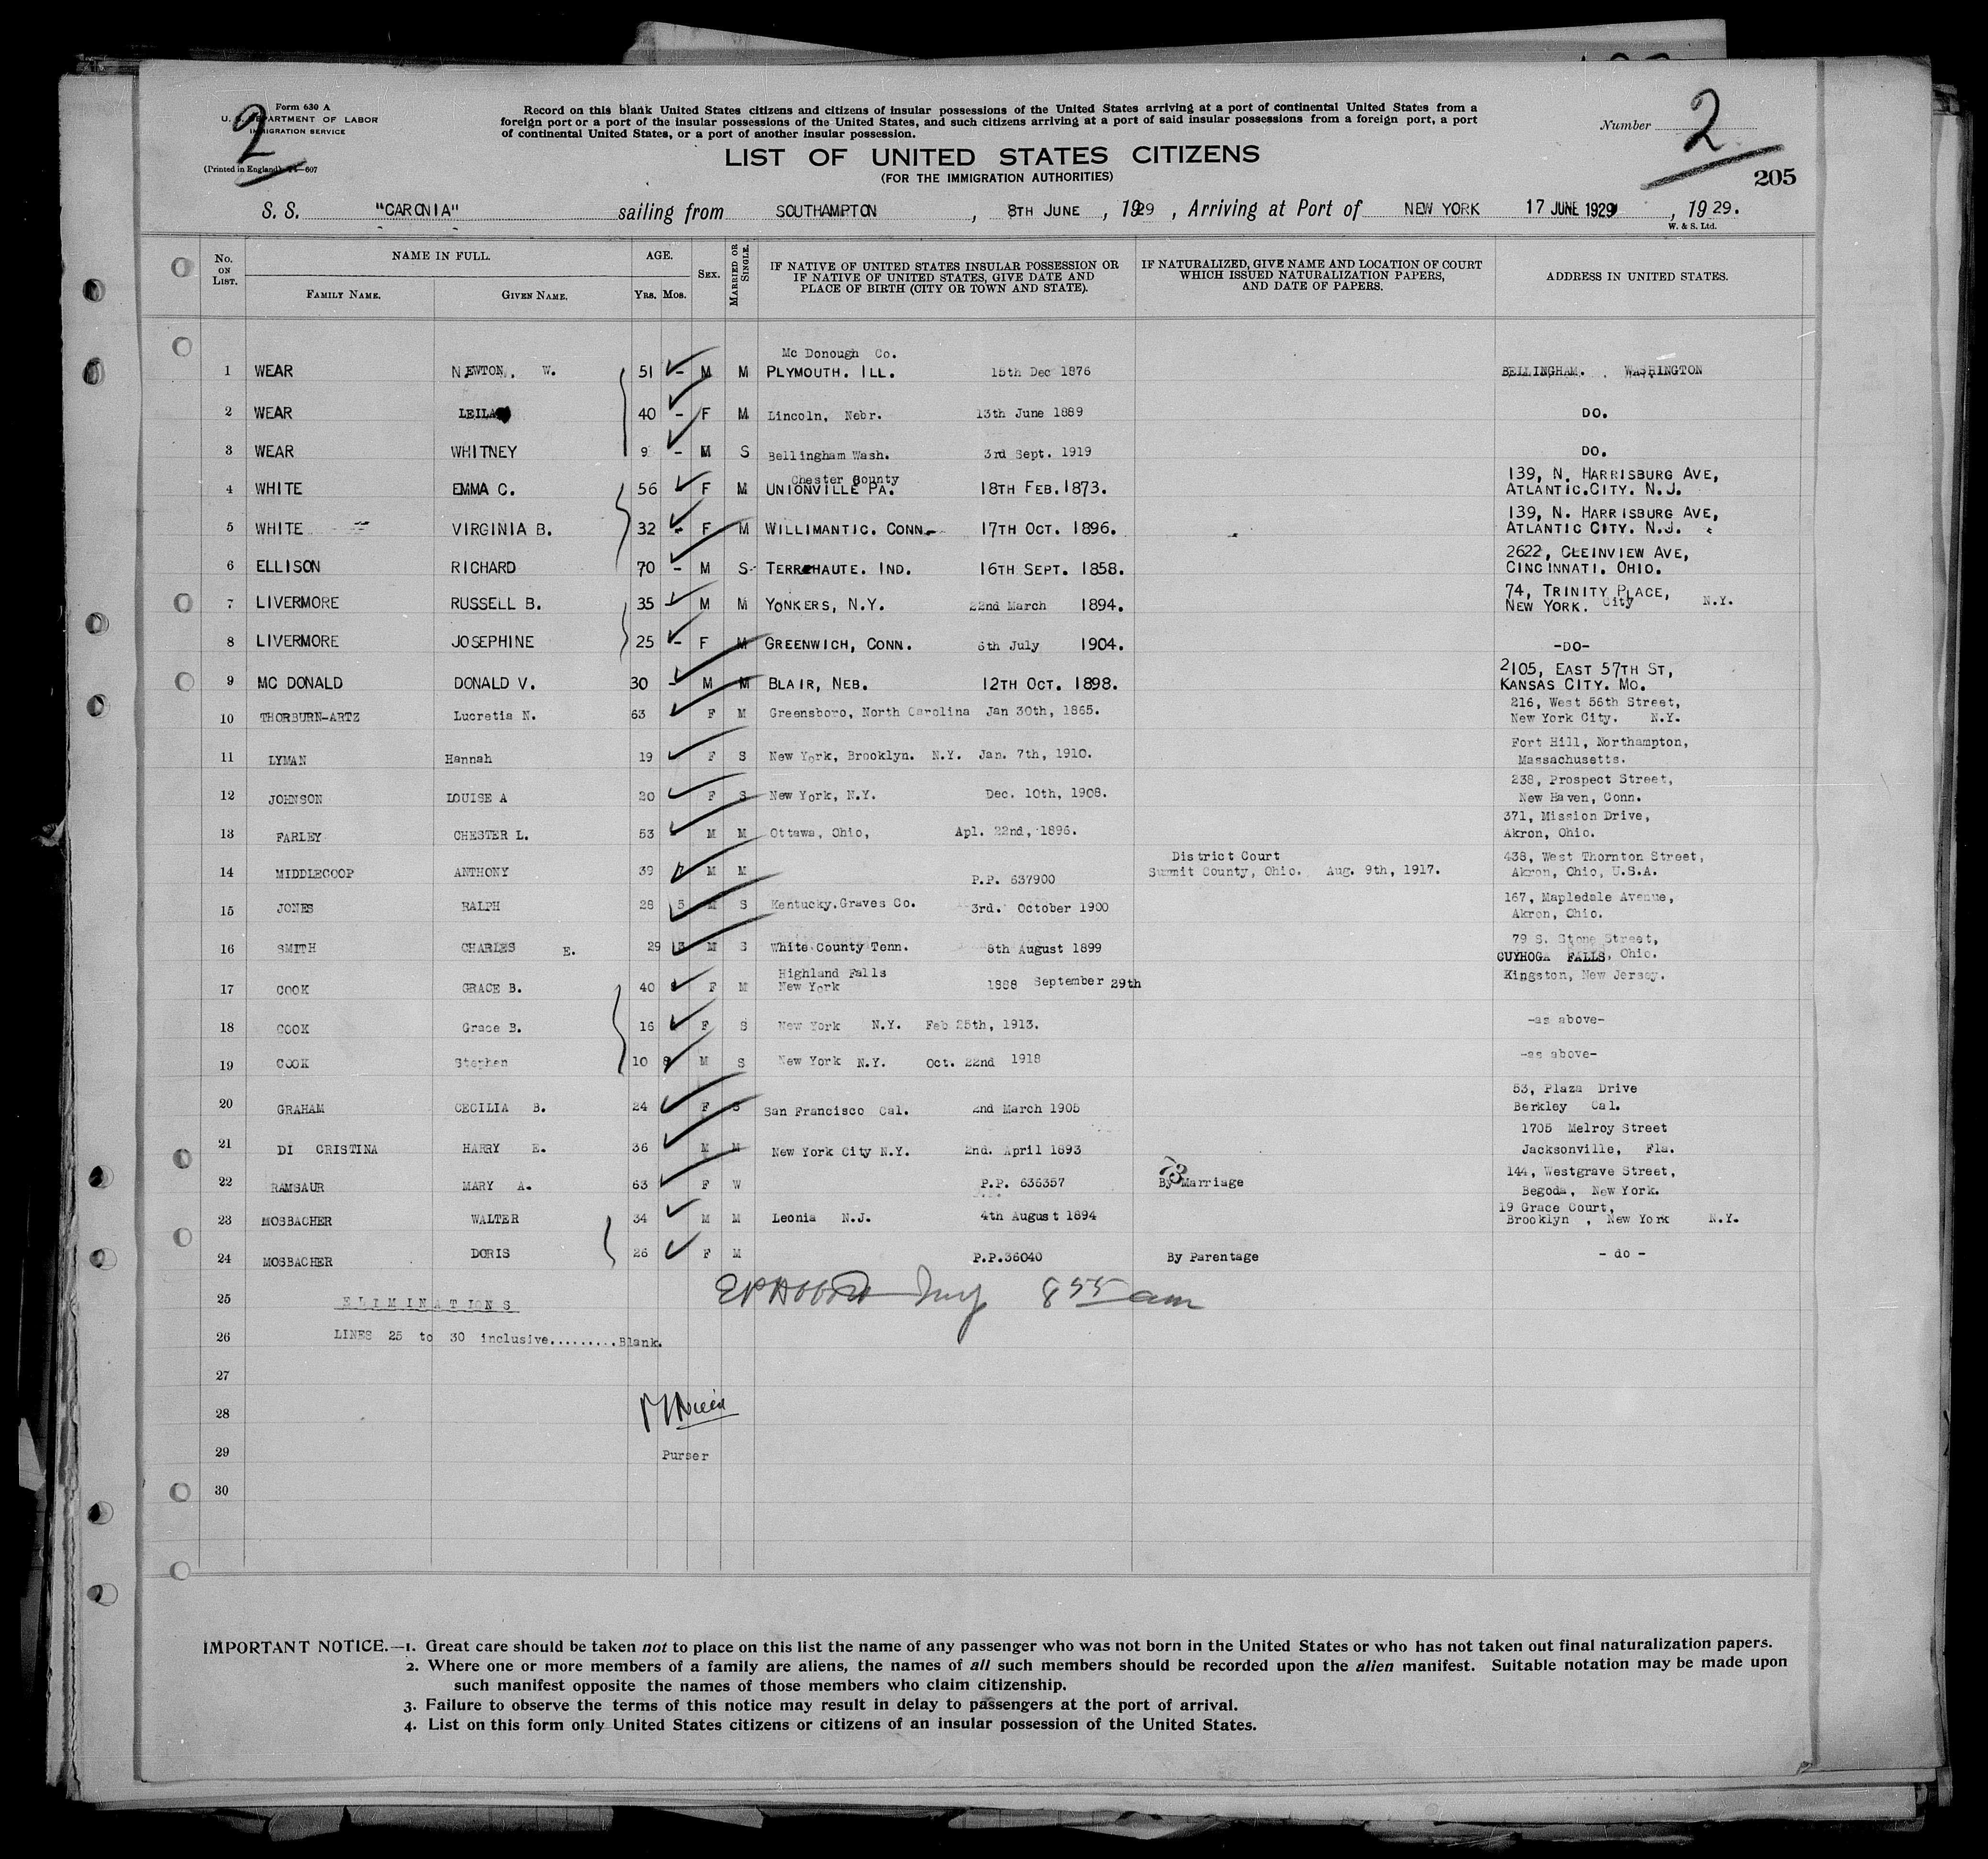 2
Form 630 A
U. S. DEPARTMENT OF LABOR
IMMIGRATION SERVICE
(Printed in England)
Record on this blank United States citizens and citizens of insular possessions of the United States arriving at a port of continental United States from a
foreign port or a port of the insular possessions of the United States, and such citizens arriving at a port of said insular possessions from a foreign port, a port
of continental United States, or a port of another insular possession.
LIST OF UNITED STATES CITIZENS
(FOR THE IMMIGRATION AUTHORITIES)
Number 2
205
S. S. "CARONIA" sailing from SOUTHAMPTON, 8TH JUNE, 1929, Arriving at Port of NEW YORK 17 JUNE 1929, 1929.
W. & S. Ltd.
No. ON LIST. NAME IN FULL. AGE. SEX. MARRIED OR SINGLE. IF NATIVE OF UNITED STATES INSULAR POSSESSION OR IF NATIVE OF UNITED STATES, GIVE DATE AND PLACE OF BIRTH (CITY OR TOWN AND STATE). IF NATURALIZED, GIVE NAME AND LOCATION OF COURT WHICH ISSUED NATURALIZATION PAPERS, AND DATE OF PAPERS. ADDRESS IN UNITED STATES.
FAMILY NAME. GIVEN NAME. YRS. MOS.
Mc Donough Co.
1 WEAR NEWTON. W. 51 - M M PLYMOUTH. ILL. 15th Dec 1876 BELLINGHAM. WASHINGTON
2 WEAR LEILA 40 - F M Lincoln, Nebr. 13th June 1889 DO.
3 WEAR WHITNEY 9 - M S Bellingham Wash. 3rd Sept. 1919 DO.
Chester County 139, N. HARRISBURG AVE,
4 WHITE EMMA C. 56 F M UNIONVILLE PA. 18TH FEB. 1873. ATLANTIC.CITY. N.J.
139, N. HARRISBURG AVE,
5 WHITE VIRGINIA B. 32 - F M WILLIMANTIC. CONN. 17TH OCT. 1896. ATLANTIC CITY. N.J.
2622, CLEINVIEW AVE,
6 ELLISON RICHARD 70 - M S TERREHAUTE. IND. 16TH SEPT. 1858. CINCINNATI. OHIO.
74, TRINITY PLACE,
7 LIVERMORE RUSSELL B. 35 - M M YONKERS, N.Y. 22nd March 1894. NEW YORK. City N.Y.
8 LIVERMORE JOSEPHINE 25 - F M GREENWICH, CONN. 6th July 1904. -DO-
2105, EAST 57TH ST,
9 MC DONALD DONALD V. 30 - M M BLAIR, NEB. 12TH OCT. 1898. KANSAS CITY. MO.
216, West 56th Street,
10 THORBURN-ARTZ Lucretia N. 63 F M Greensboro, North Carolina Jan 30th, 1865. New York City. N.Y.
Fort Hill, Northampton,
11 LYMAN Hannah 19 F S New York, Brooklyn. N.Y. Jan. 7th, 1910. Massachusetts.
238, Prospect Street,
12 JOHNSON LOUISE A 20 F S New York, N.Y. Dec. 10th, 1908. New Haven, Conn.
371, Mission Drive,
13 FARLEY CHESTER L. 53 M M Ottawa, Ohio, Apl. 22nd, 1896. Akron, Ohio.
District Court 438, West Thornton Street,
14 MIDDLECOOP ANTHONY 39 7 M M P.P. 637900 Summit County, Ohio. Aug. 9th, 1917. Akron, Ohio, U.S.A.
167, Mapledale Avenue,
15 JONES RALPH 28 5 M S Kentucky.Graves Co. 3rd. October 1900 Akron, Ohio.
79 S. Stone Street,
16 SMITH CHARLES E. 29 M S White County Tenn. 8th August 1899 CUYHOGA FALLS, Ohio.
Highland Falls Kingston, New Jersey.
17 COOK GRACE B. 40 F M New York 1888 September 29th
18 COOK Grace B. 16 F S New York N.Y. Feb 25th, 1913. -as above-
19 COOK Stephen 10 8 M S New York N.Y. Oct. 22nd 1918 -as above-
53, Plaza Drive
20 GRAHAM CECILIA B. 24 F S San Francisco Cal. 2nd March 1905 Berkley Cal.
1705 Melroy Street
21 DI CRISTINA HARRY E. 36 M M New York City N.Y. 2nd. April 1893 Jacksonville, Fla.
144, Westgrave Street,
22 RAMSAUR MARY A. 63 F W P.P. 636357 By Marriage Begoda, New York.
19 Grace Court,
23 MOSBACHER WALTER 34 M M Leonia N.J. 4th August 1894 Brooklyn, New York N.Y.
24 MOSBACHER DORIS 26 F M P.P.36040 By Parentage - do -
8 55 am
25 ELIMINATIONS
26 LINES 25 to 30 inclusive.........Blank.
27
28
29 Purser
30
IMPORTANT NOTICE.—1. Great care should be taken not to place on this list the name of any passenger who was not born in the United States or who has not taken out final naturalization papers.
2. Where one or more members of a family are aliens, the names of all such members should be recorded upon the alien manifest. Suitable notation may be made upon
such manifest opposite the names of those members who claim citizenship.
3. Failure to observe the terms of this notice may result in delay to passengers at the port of arrival.
4. List on this form only United States citizens or citizens of an insular possession of the United States.